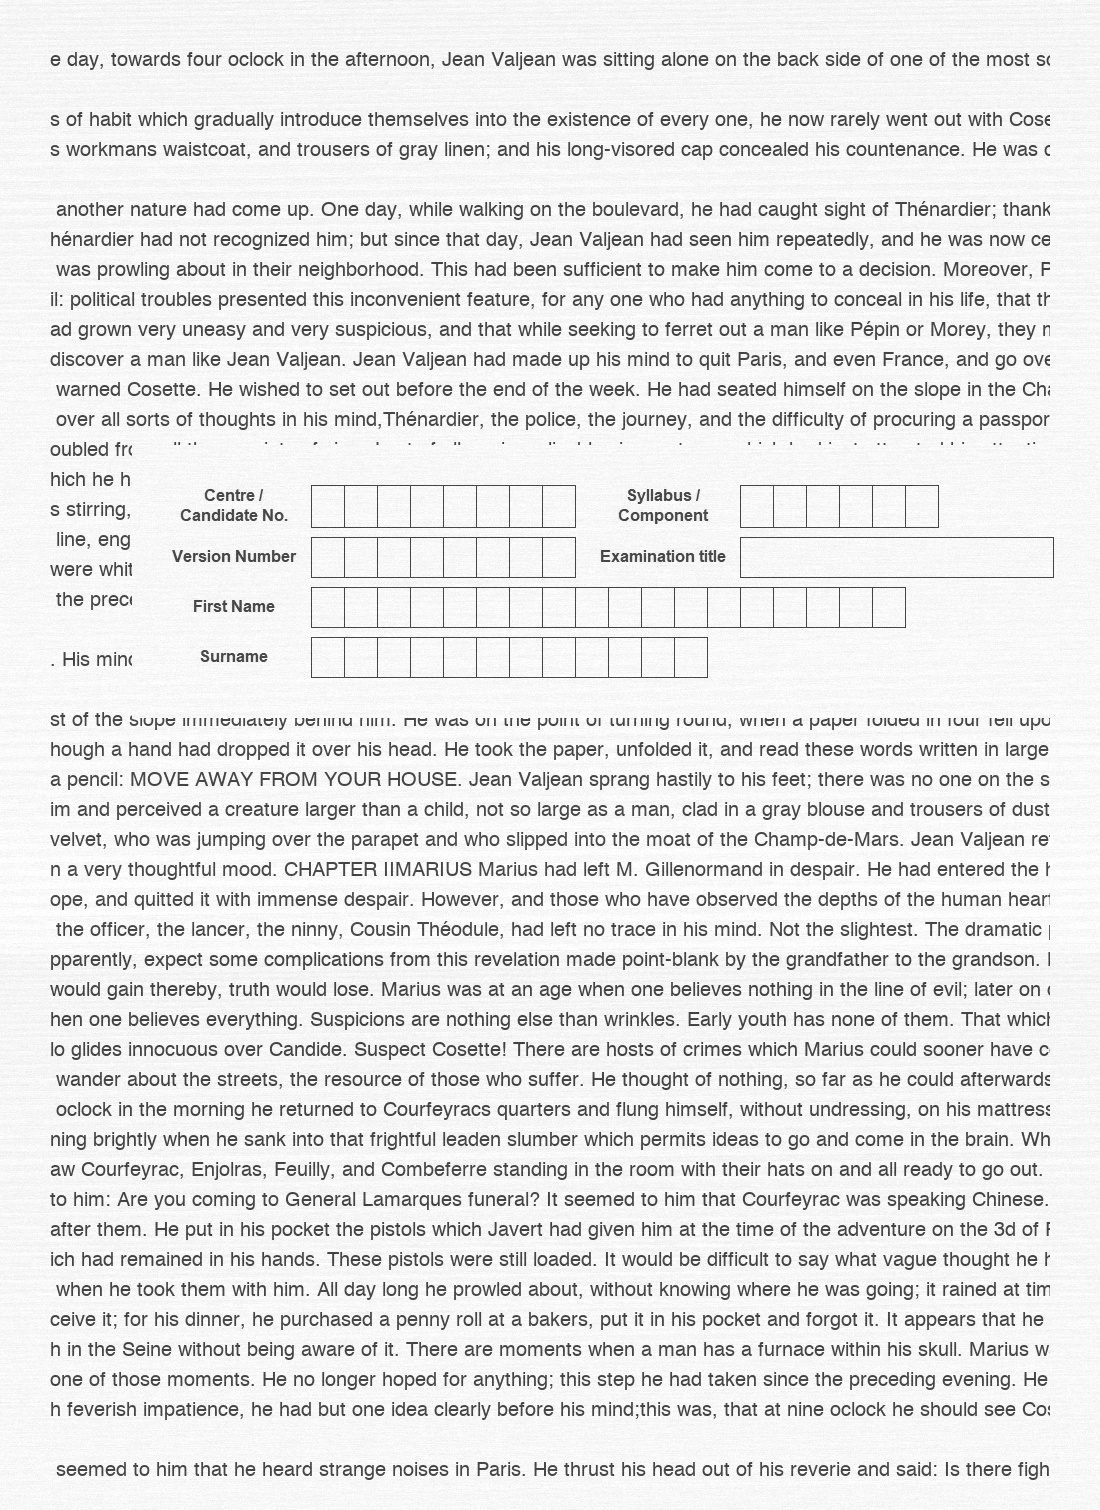 e day, towards four oclock in the afternoon, Jean Valjean was sitting alone on the back side of one of the most
s of habit which gradually introduce themselves into the existence of every one, he now rarely went out with Cose
s workmans waistcoat, and trousers of gray linen; and his long-visored cap concealed his countenance. He was
another nature had come up. One day, while walking on the boulevard, he had caught sight of Thénardier; thank
hénardier had not recognized him; but since that day, Jean Valjean had seen him repeatedly, and he was now ce
was prowling about in their neighborhood. This had been sufficient to make him come to a decision. Moreover,
il: political troubles presented this inconvenient feature, for any one who had anything to conceal in his life, that
ad grown very uneasy and very suspicious, and that while seeking to ferret out a man like Pépin or Morey, they
discover a man like Jean Valjean. Jean Valjean had made up his mind to quit Paris, and even France, and go ove
warned Cosette. He wished to set out before the end of the week. He had seated himself on the slope in the
over all sorts of thoughts in his mind,Thénardier, the police, the journey, and the difficulty of procuring a passpor
oubled
hich he h
s stirring,
line, eng
were whit
the prec
. His mind
Centre / Candidate No.
Syllabus / Component
Version Number
Examination title
First Name
Surname
st of the slope immediately behind him. He was on the point of turning round, when a paper folded in four fell upo
hough a hand had dropped it over his head. He took the paper, unfolded it, and read these words written in large
a pencil: MOVE AWAY FROM YOUR HOUSE. Jean Valjean sprang hastily to his feet; there was no one on the s
im and perceived a creature larger than a child, not so large as a man, clad in a gray blouse and trousers of dust
velvet, who was jumping over the parapet and who slipped into the moat of the Champ-de-Mars. Jean Valjean re
n a very thoughtful mood. CHAPTER IIMARIUS Marius had left M. Gillenormand in despair. He had entered the
ope, and quitted it with immense despair. However, and those who have observed the depths of the human heart
the officer, the lancer, the ninny, Cousin Théodule, had left no trace in his mind. Not the slightest. The dramatic
pparently, expect some complications from this revelation made point-blank by the grandfather to the grandson.
would gain thereby, truth would lose. Marius was at an age when one believes nothing in the line of evil; later on
hen one believes everything. Suspicions are nothing else than wrinkles. Early youth has none of them. That which
lo glides innocuous over Candide. Suspect Cosette! There are hosts of crimes which Marius could sooner have
wander about the streets, the resource of those who suffer. He thought of nothing, so far as he could afterwards
oclock in the morning he returned to Courfeyracs quarters and flung himself, without undressing, on his mattress
ning brightly when he sank into that frightful leaden slumber which permits ideas to go and come in the brain. Wh
aw Courfeyrac, Enjolras, Feuilly, and Combeferre standing in the room with their hats on and all ready to go out.
to him: Are you coming to General Lamarques funeral? It seemed to him that Courfeyrac was speaking Chinese.
after them. He put in his pocket the pistols which Javert had given him at the time of the adventure on the 3d of
ich had remained in his hands. These pistols were still loaded. It would be difficult to say what vague thought he
when he took them with him. All day long he prowled about, without knowing where he was going; it rained at tim
ceive it; for his dinner, he purchased a penny roll at a bakers, put it in his pocket and forgot it. It appears that he
h in the Seine without being aware of it. There are moments when a man has a furnace within his skull. Marius w
one of those moments. He no longer hoped for anything; this step he had taken since the preceding evening. He
h feverish impatience, he had but one idea clearly before his mind;this was, that at nine oclock he should see Cos
seemed to him that he heard strange noises in Paris. He thrust his head out of his reverie and said: Is there figh